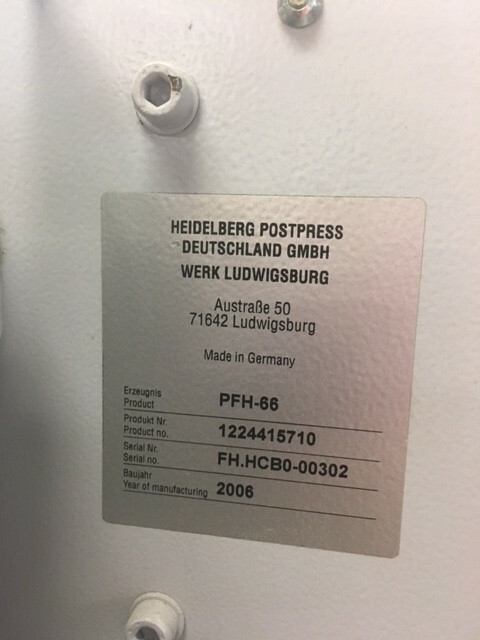 HEIDELBERG POSTPRESS
DEUTSCHLAND GMBH
WERK LUDWIGSBURG
Austraße 50
71642 Ludwigsburg
Made in Germany
Erzeugnis
Product PFH-66
Produkt Nr.
Product no. 1224415710
Serial Nr.
Serial no. FH.HCB0-00302
Baujahr
Year of manufacturing 2006